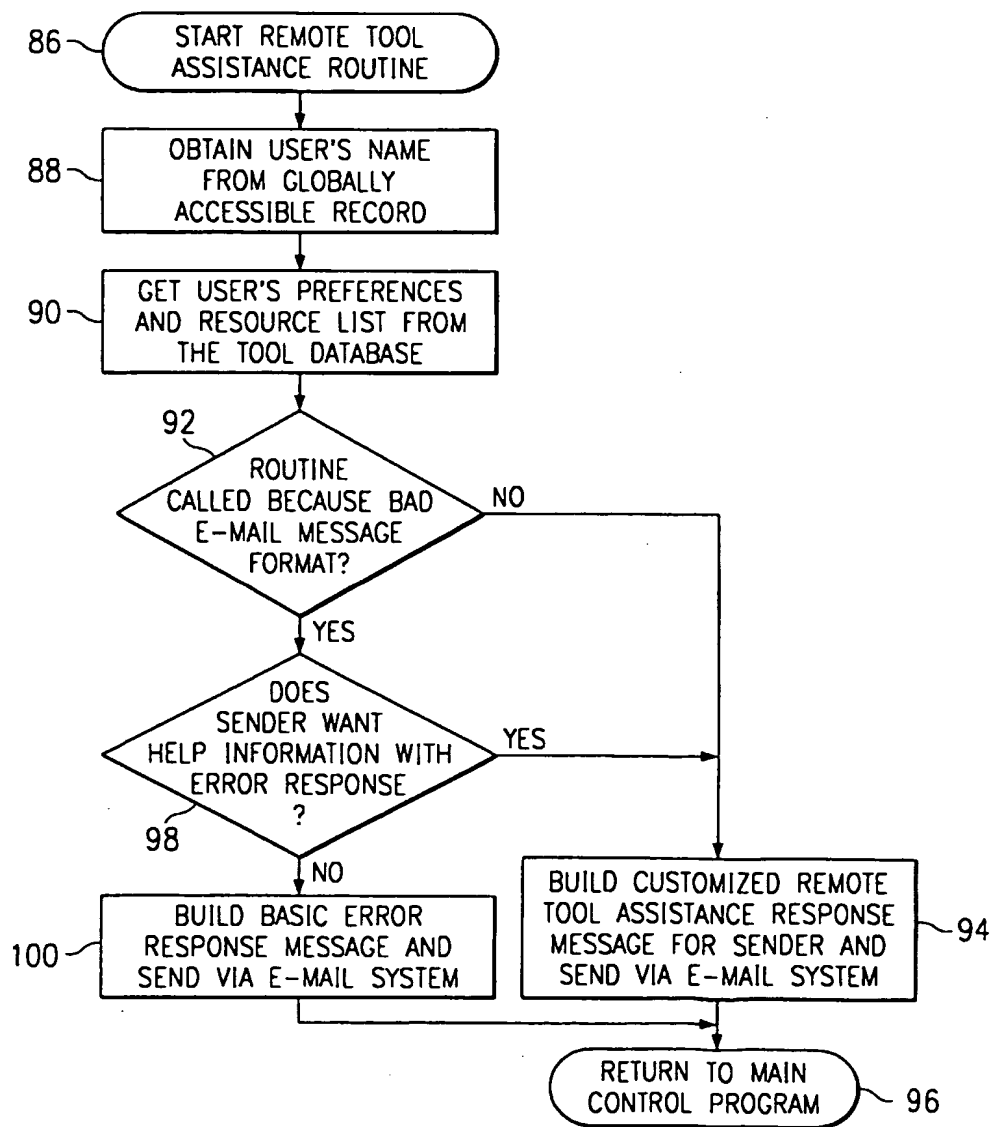 86
START REMOTE TOOL
ASSISTANCE ROUTINE
88
OBTAIN USER'S NAME
FROM GLOBALLY
ACCESSIBLE RECORD
90
GET USER'S PREFERENCES
AND RESOURCE LIST FROM
THE TOOL DATABASE
92
ROUTINE
CALLED BECAUSE BAD
E-MAIL MESSAGE
FORMAT?
NO
YES
DOES
SENDER WANT
HELP INFORMATION WITH
ERROR RESPONSE
?
YES
98
NO
100
BUILD BASIC ERROR
RESPONSE MESSAGE AND
SEND VIA E-MAIL SYSTEM
BUILD CUSTOMIZED REMOTE
TOOL ASSISTANCE RESPONSE
MESSAGE FOR SENDER AND
SEND VIA E-MAIL SYSTEM
94
RETURN TO MAIN
CONTROL PROGRAM
96